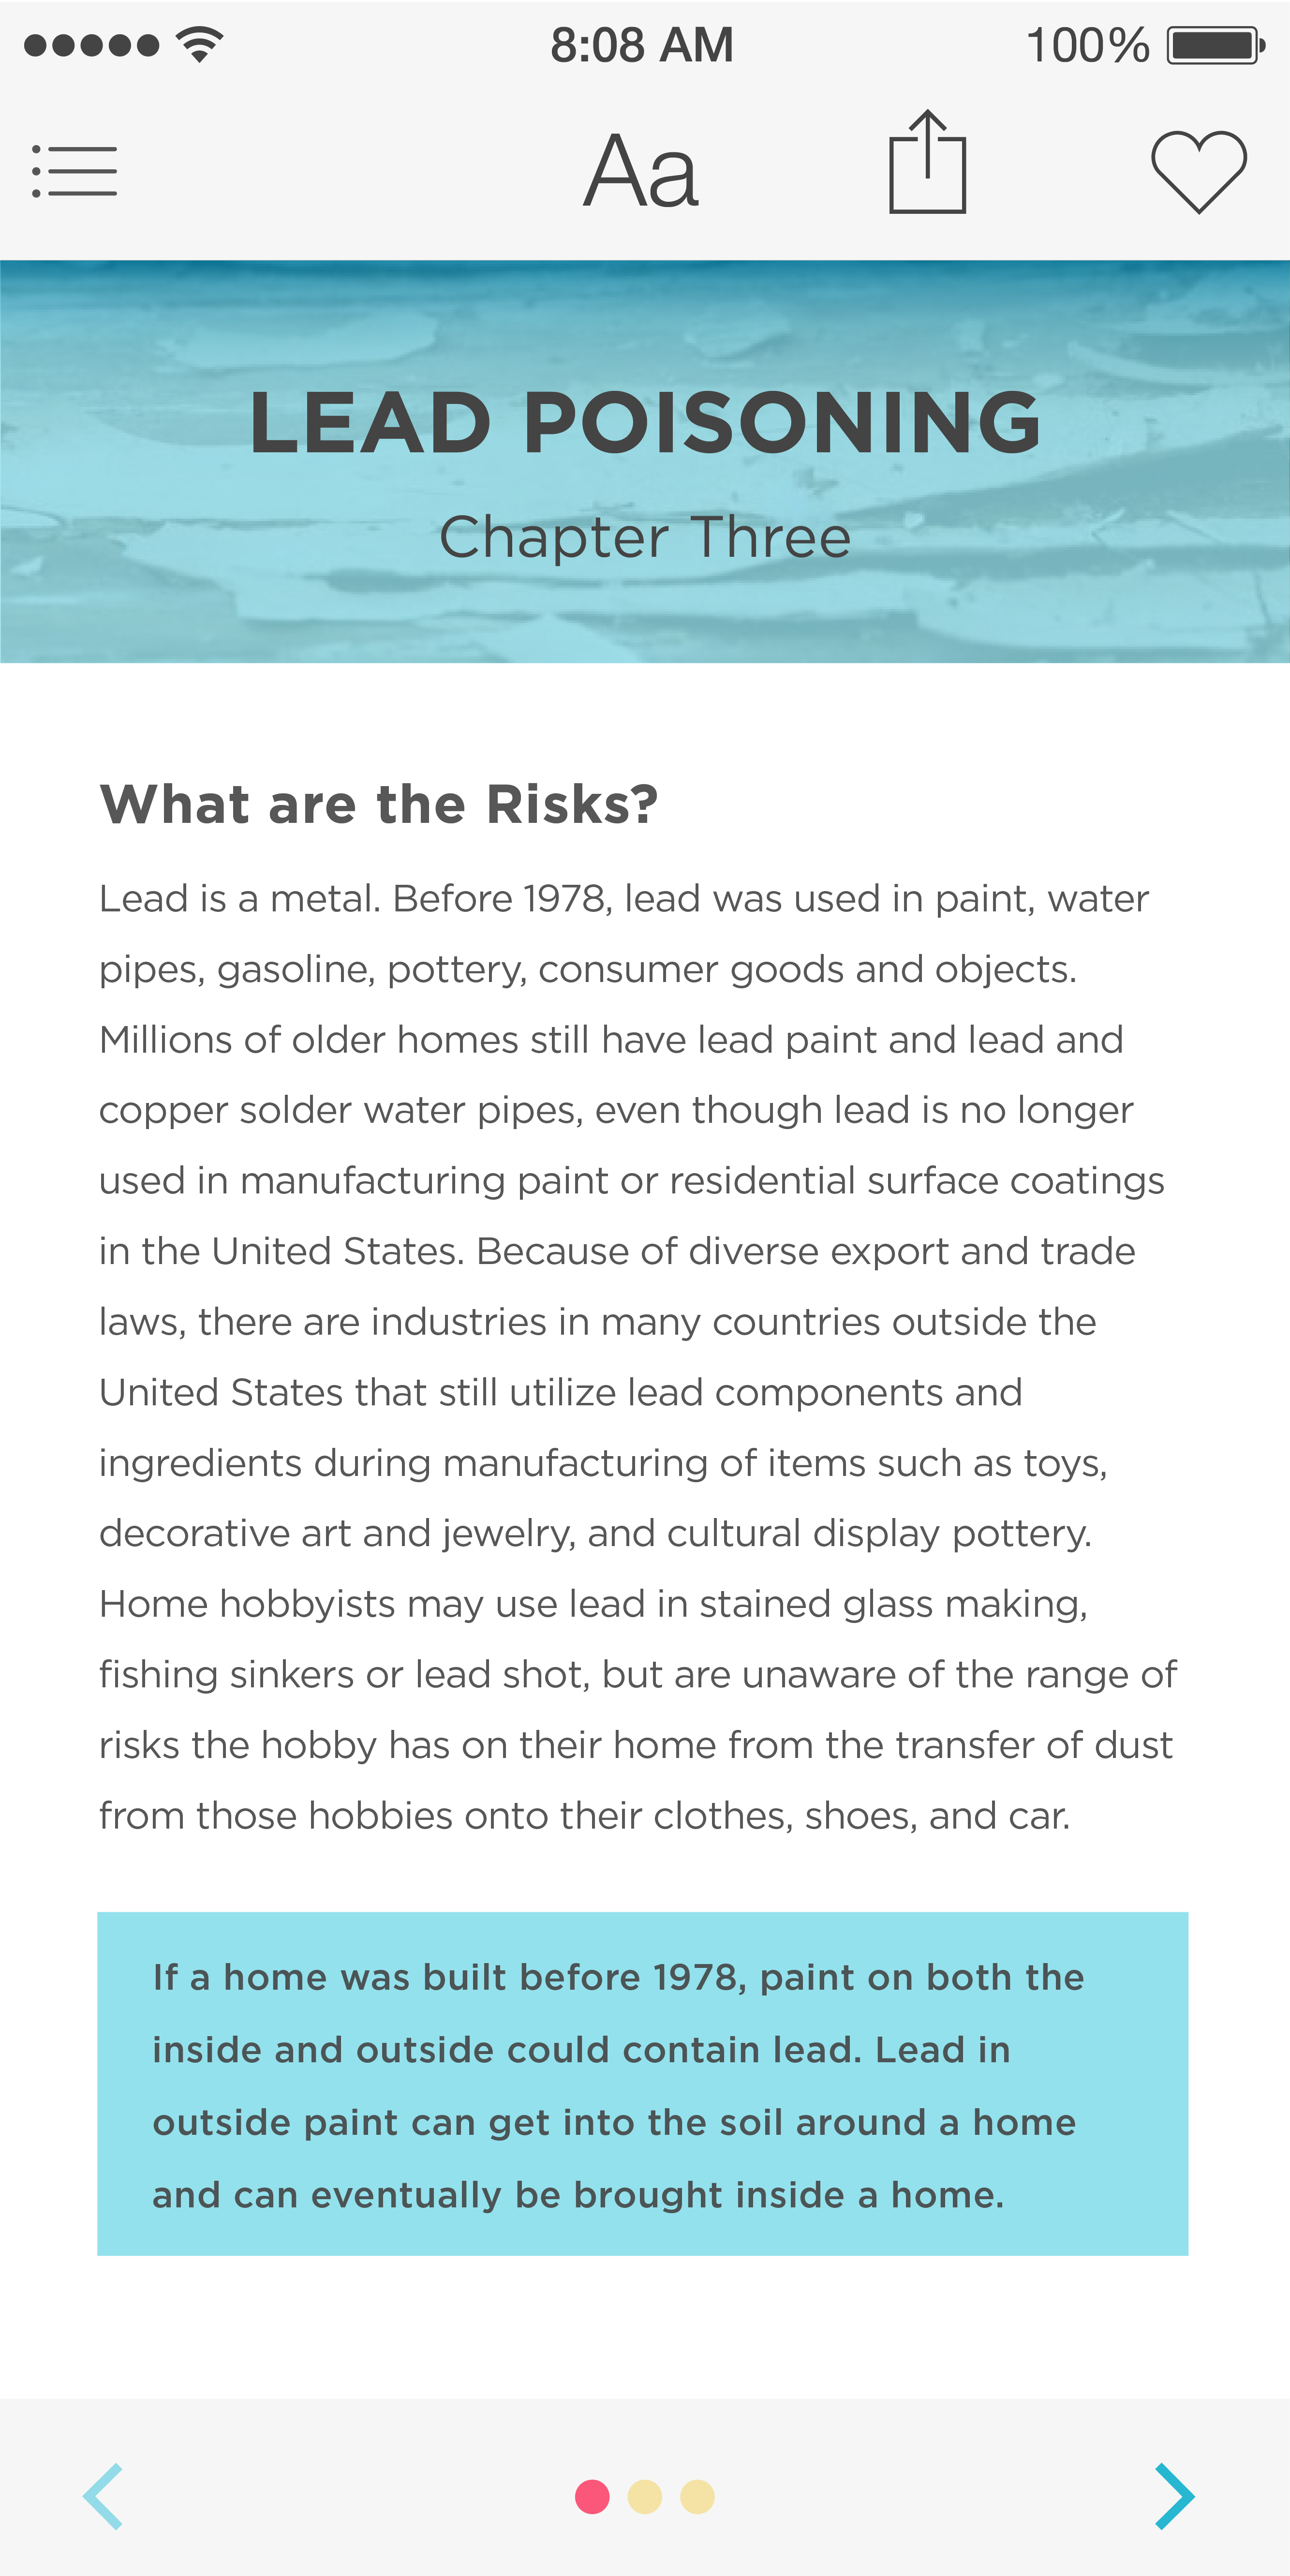 8:08 AM
100%
Aa
LEAD POISONING
Chapter Three
What are the Risks?
Lead is a metal. Before 1978, lead was used in paint, water
pipes, gasoline, pottery, consumer goods and objects.
Millions of older homes still have lead paint and lead and
copper solder water pipes, even though lead is no longer
used in manufacturing paint or residential surface coatings
in the United States. Because of diverse export and trade
laws, there are industries in many countries outside the
United States that still utilize lead components and
ingredients during manufacturing of items such as toys,
decorative art and jewelry, and cultural display pottery.
Home hobbyists may use lead in stained glass making,
fishing sinkers or lead shot, but are unaware of the range of
risks the hobby has on their home from the transfer of dust
from those hobbies onto their clothes, shoes, and car.
If a home was built before 1978, paint on both the
inside and outside could contain lead. Lead in
outside paint can get into the soil around a home
and can eventually be brought inside a home.